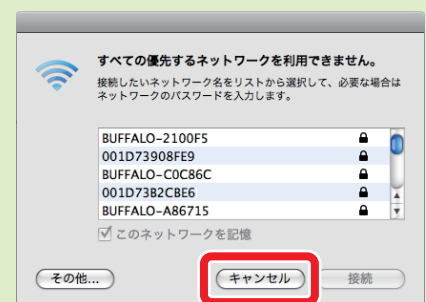 すべての優先するネットワークを利用できません。
接続したいネットワーク名をリストから選択して、必要な場合は
ネットワークのパスワードを入力します。
BUFFALO-2100F5
001D73908FE9
BUFFALO-C0C86C
001D73B2CBE6
BUFFALO-A86715
このネットワークを記憶
その他... キャンセル 接続